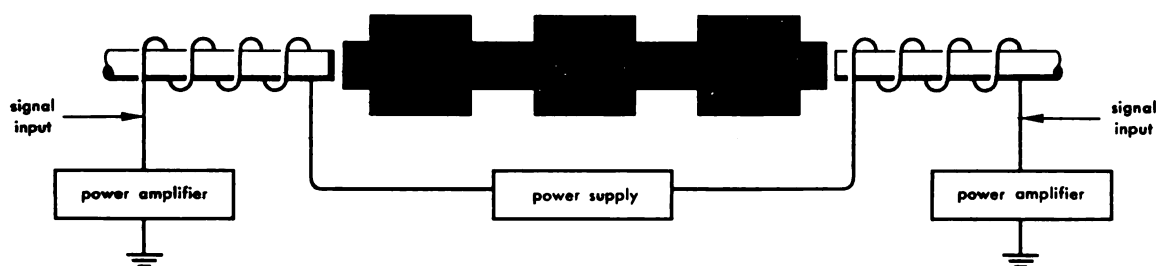 signal
input
power amplifier
power supply
signal
input
power amplifier